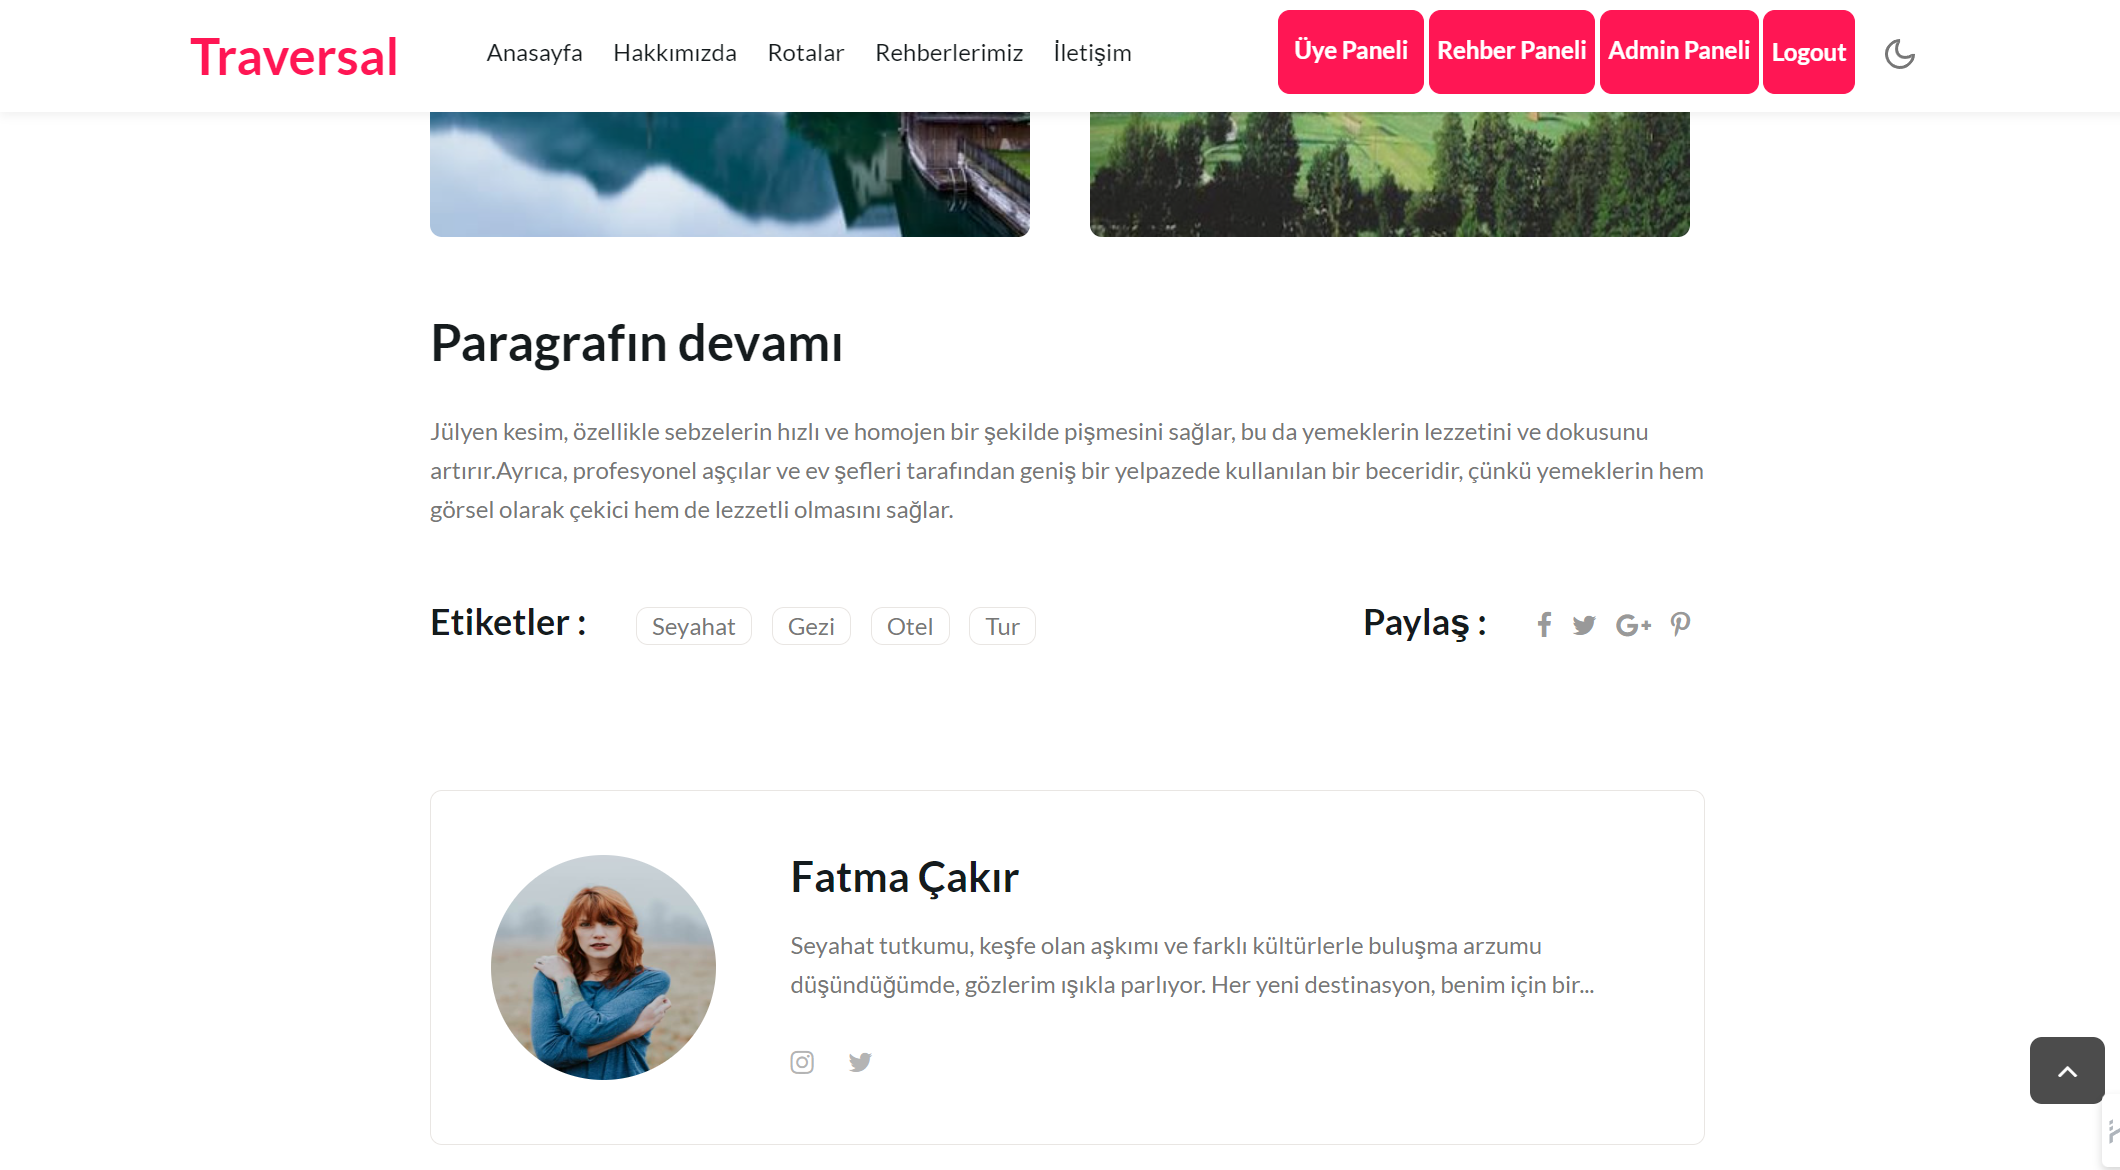 Traversal
Anasayfa Hakkımızda Rotalar Rehberlerimiz İletişim
Üye Paneli Rehber Paneli Admin Paneli Logout
Paragrafın devamı
Jülyen kesim, özellikle sebzelerin hızlı ve homojen bir şekilde pişmesini sağlar, bu da yemeklerin lezzetini ve dokusunu
artırır.Ayrıca, profesyonel aşçılar ve ev şefleri tarafından geniş bir yelpazede kullanılan bir beceridir, çünkü yemeklerin hem
görsel olarak çekici hem de lezzetli olmasını sağlar.
Etiketler : Seyahat Gezi Otel Tur
Paylaş :
Fatma Çakır
Seyahat tutkumu, keşfe olan aşkımı ve farklı kültürlerle buluşma arzumu
düşündüğümde, gözlerim ışıkla parlıyor. Her yeni destinasyon, benim için bir...